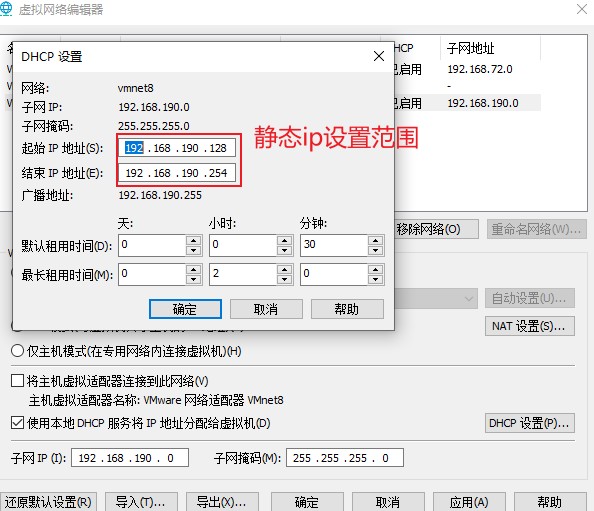 虚拟网络编辑器
DHCP 设置
HCP 子网地址
已启用 192.168.72.0
-
已启用 192.168.190.0
网络: vmnet8
子网 IP: 192.168.190.0
子网掩码: 255.255.255.0
起始 IP 地址(S): 192 . 168 . 190 . 128
静态ip设置范围
结束 IP 地址(E): 192 . 168 . 190 . 254
广播地址: 192.168.190.255
天: 小时: 分钟:
默认租用时间(D): 0 0 30
最长租用时间(M): 0 2 0
确定 取消 帮助
移除网络(O) 重命名网络(W)...
自动设置(U)...
NAT 设置(S)...
仅主机模式(在专用网络内连接虚拟机)(H)
将主机虚拟适配器连接到此网络(V)
主机虚拟适配器名称: VMware 网络适配器 VMnet8
使用本地 DHCP 服务将 IP 地址分配给虚拟机(D) DHCP 设置(P)...
子网 IP (I): 192 . 168 . 190 . 0 子网掩码(M): 255 . 255 . 255 . 0
还原默认设置(R) 导入(T)... 导出(X)... 确定 取消 应用(A) 帮助